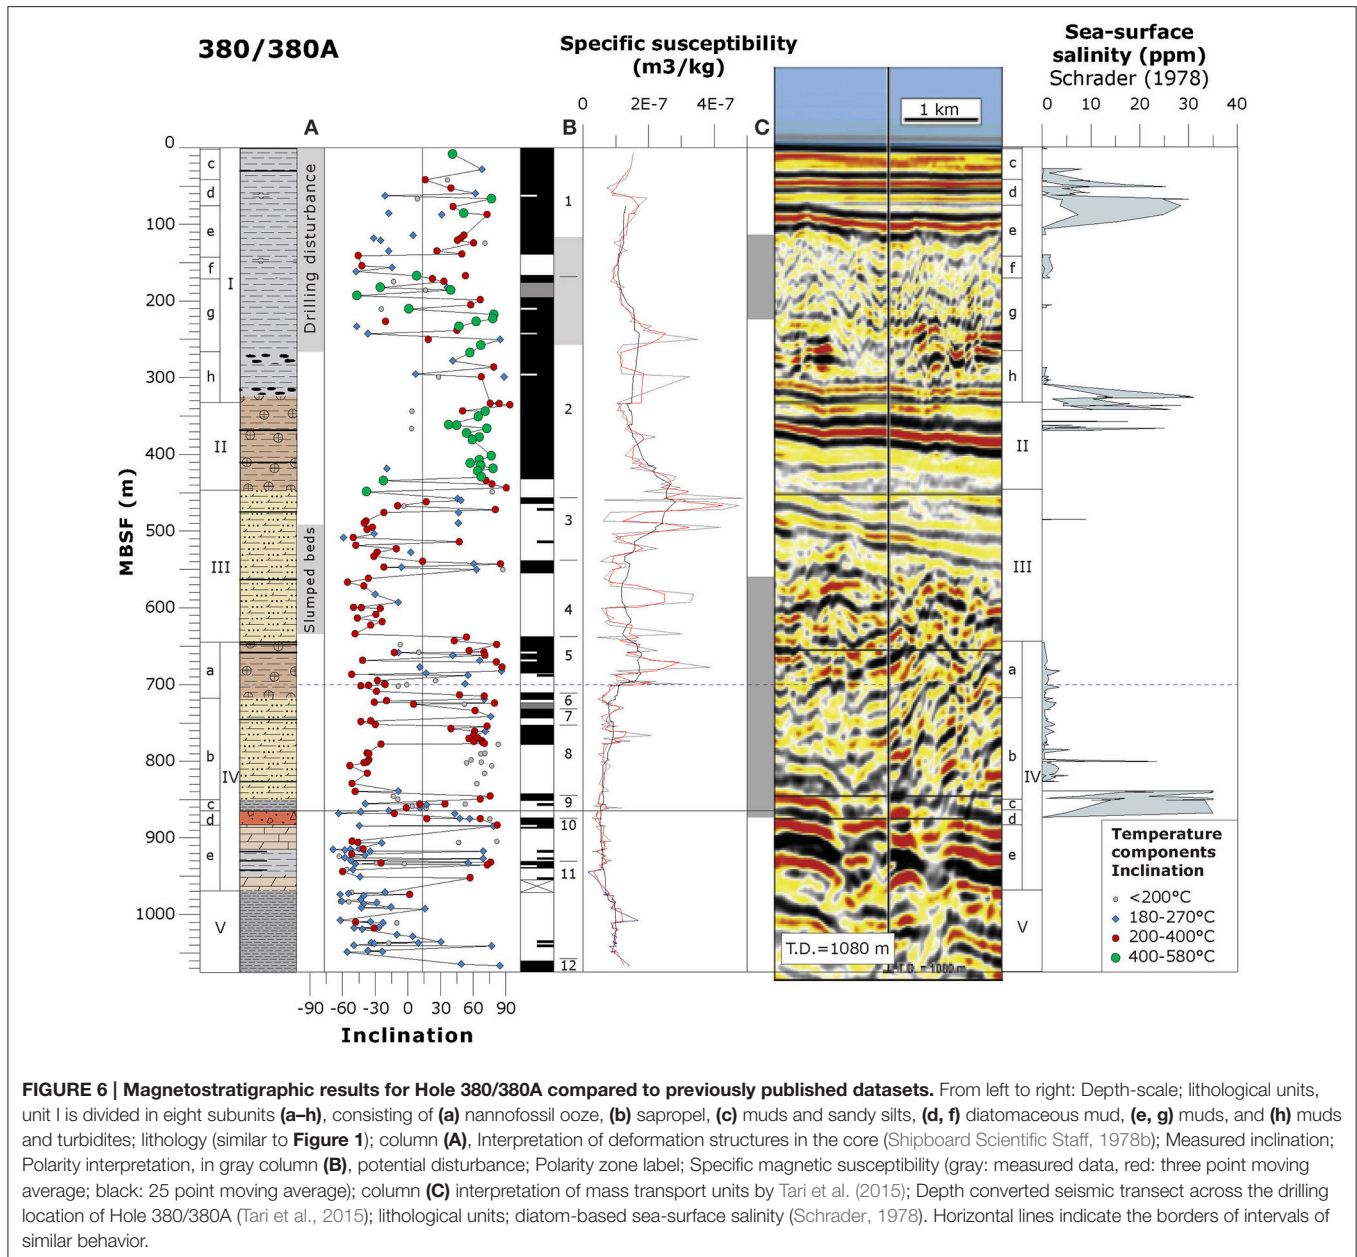 380/380A
Specific susceptibility
(m3/kg)
Sea-surface
salinity (ppm)
Schrader (1978)
0
2E-7
4E-7
1 km
0 10 20 30 40
A
B
C
MBSF (m)
0
100
200
300
400
500
600
700
800
900
1000
c
d
e
f
g
h
I
II
III
a
b
c
d
e
IV
V
Drilling disturbance
Slumped beds
1
2
3
4
5
6
7
8
9
10
11
12
c
d
e
f
g
h
II
III
a
b
IV
c
d
e
V
T.D.=1080 m
T.D. = 1080 m
Temperature
components
Inclination
<200°C
180-270°C
200-400°C
400-580°C
-90 -60 -30 0 30 60 90
Inclination
FIGURE 6 | Magnetostratigraphic results for Hole 380/380A compared to previously published datasets. From left to right: Depth-scale; lithological units,
unit I is divided in eight subunits (a–h), consisting of (a) nannofossil ooze, (b) sapropel, (c) muds and sandy silts, (d, f) diatomaceous mud, (e, g) muds, and (h) muds
and turbidites; lithology (similar to Figure 1); column (A), Interpretation of deformation structures in the core (Shipboard Scientific Staff, 1978b); Measured inclination;
Polarity interpretation, in gray column (B), potential disturbance; Polarity zone label; Specific magnetic susceptibility (gray: measured data, red: three point moving
average; black: 25 point moving average); column (C) interpretation of mass transport units by Tari et al. (2015); Depth converted seismic transect across the drilling
location of Hole 380/380A (Tari et al., 2015); lithological units; diatom-based sea-surface salinity (Schrader, 1978). Horizontal lines indicate the borders of intervals of
similar behavior.